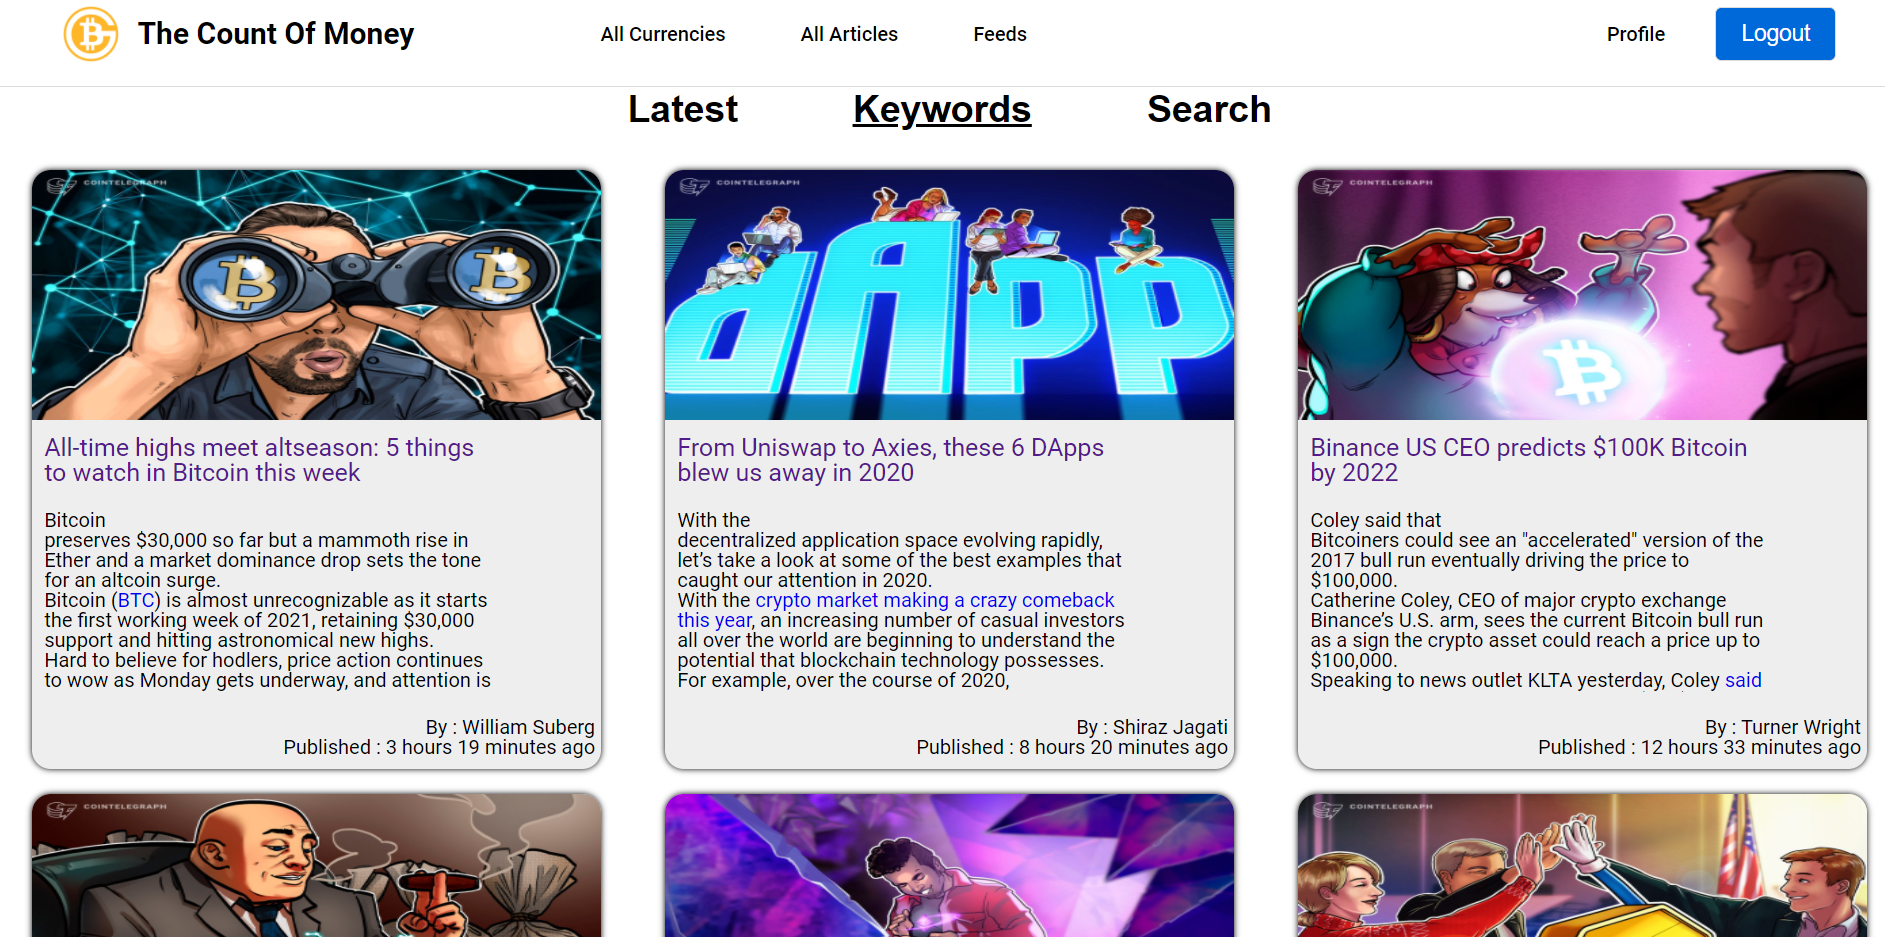 The Count Of Money
All Currencies
All Articles
Feeds
Profile
Logout
Latest
Keywords
Search
COINTELEGRAPH
All-time highs meet altseason: 5 things
to watch in Bitcoin this week
Bitcoin
preserves $30,000 so far but a mammoth rise in
Ether and a market dominance drop sets the tone
for an altcoin surge.
Bitcoin (BTC) is almost unrecognizable as it starts
the first working week of 2021, retaining $30,000
support and hitting astronomical new highs.
Hard to believe for hodlers, price action continues
to wow as Monday gets underway, and attention is
By : William Suberg
Published : 3 hours 19 minutes ago
COINTELEGRAPH
dApp
From Uniswap to Axies, these 6 DApps
blew us away in 2020
With the
decentralized application space evolving rapidly,
let’s take a look at some of the best examples that
caught our attention in 2020.
With the crypto market making a crazy comeback
this year, an increasing number of casual investors
all over the world are beginning to understand the
potential that blockchain technology possesses.
For example, over the course of 2020,
By : Shiraz Jagati
Published : 8 hours 20 minutes ago
COINTELEGRAPH
Binance US CEO predicts $100K Bitcoin
by 2022
Coley said that
Bitcoiners could see an "accelerated" version of the
2017 bull run eventually driving the price to
$100,000.
Catherine Coley, CEO of major crypto exchange
Binance’s U.S. arm, sees the current Bitcoin bull run
as a sign the crypto asset could reach a price up to
$100,000.
Speaking to news outlet KLTA yesterday, Coley said
By : Turner Wright
Published : 12 hours 33 minutes ago
COINTELEGRAPH
COINTELEGRAPH